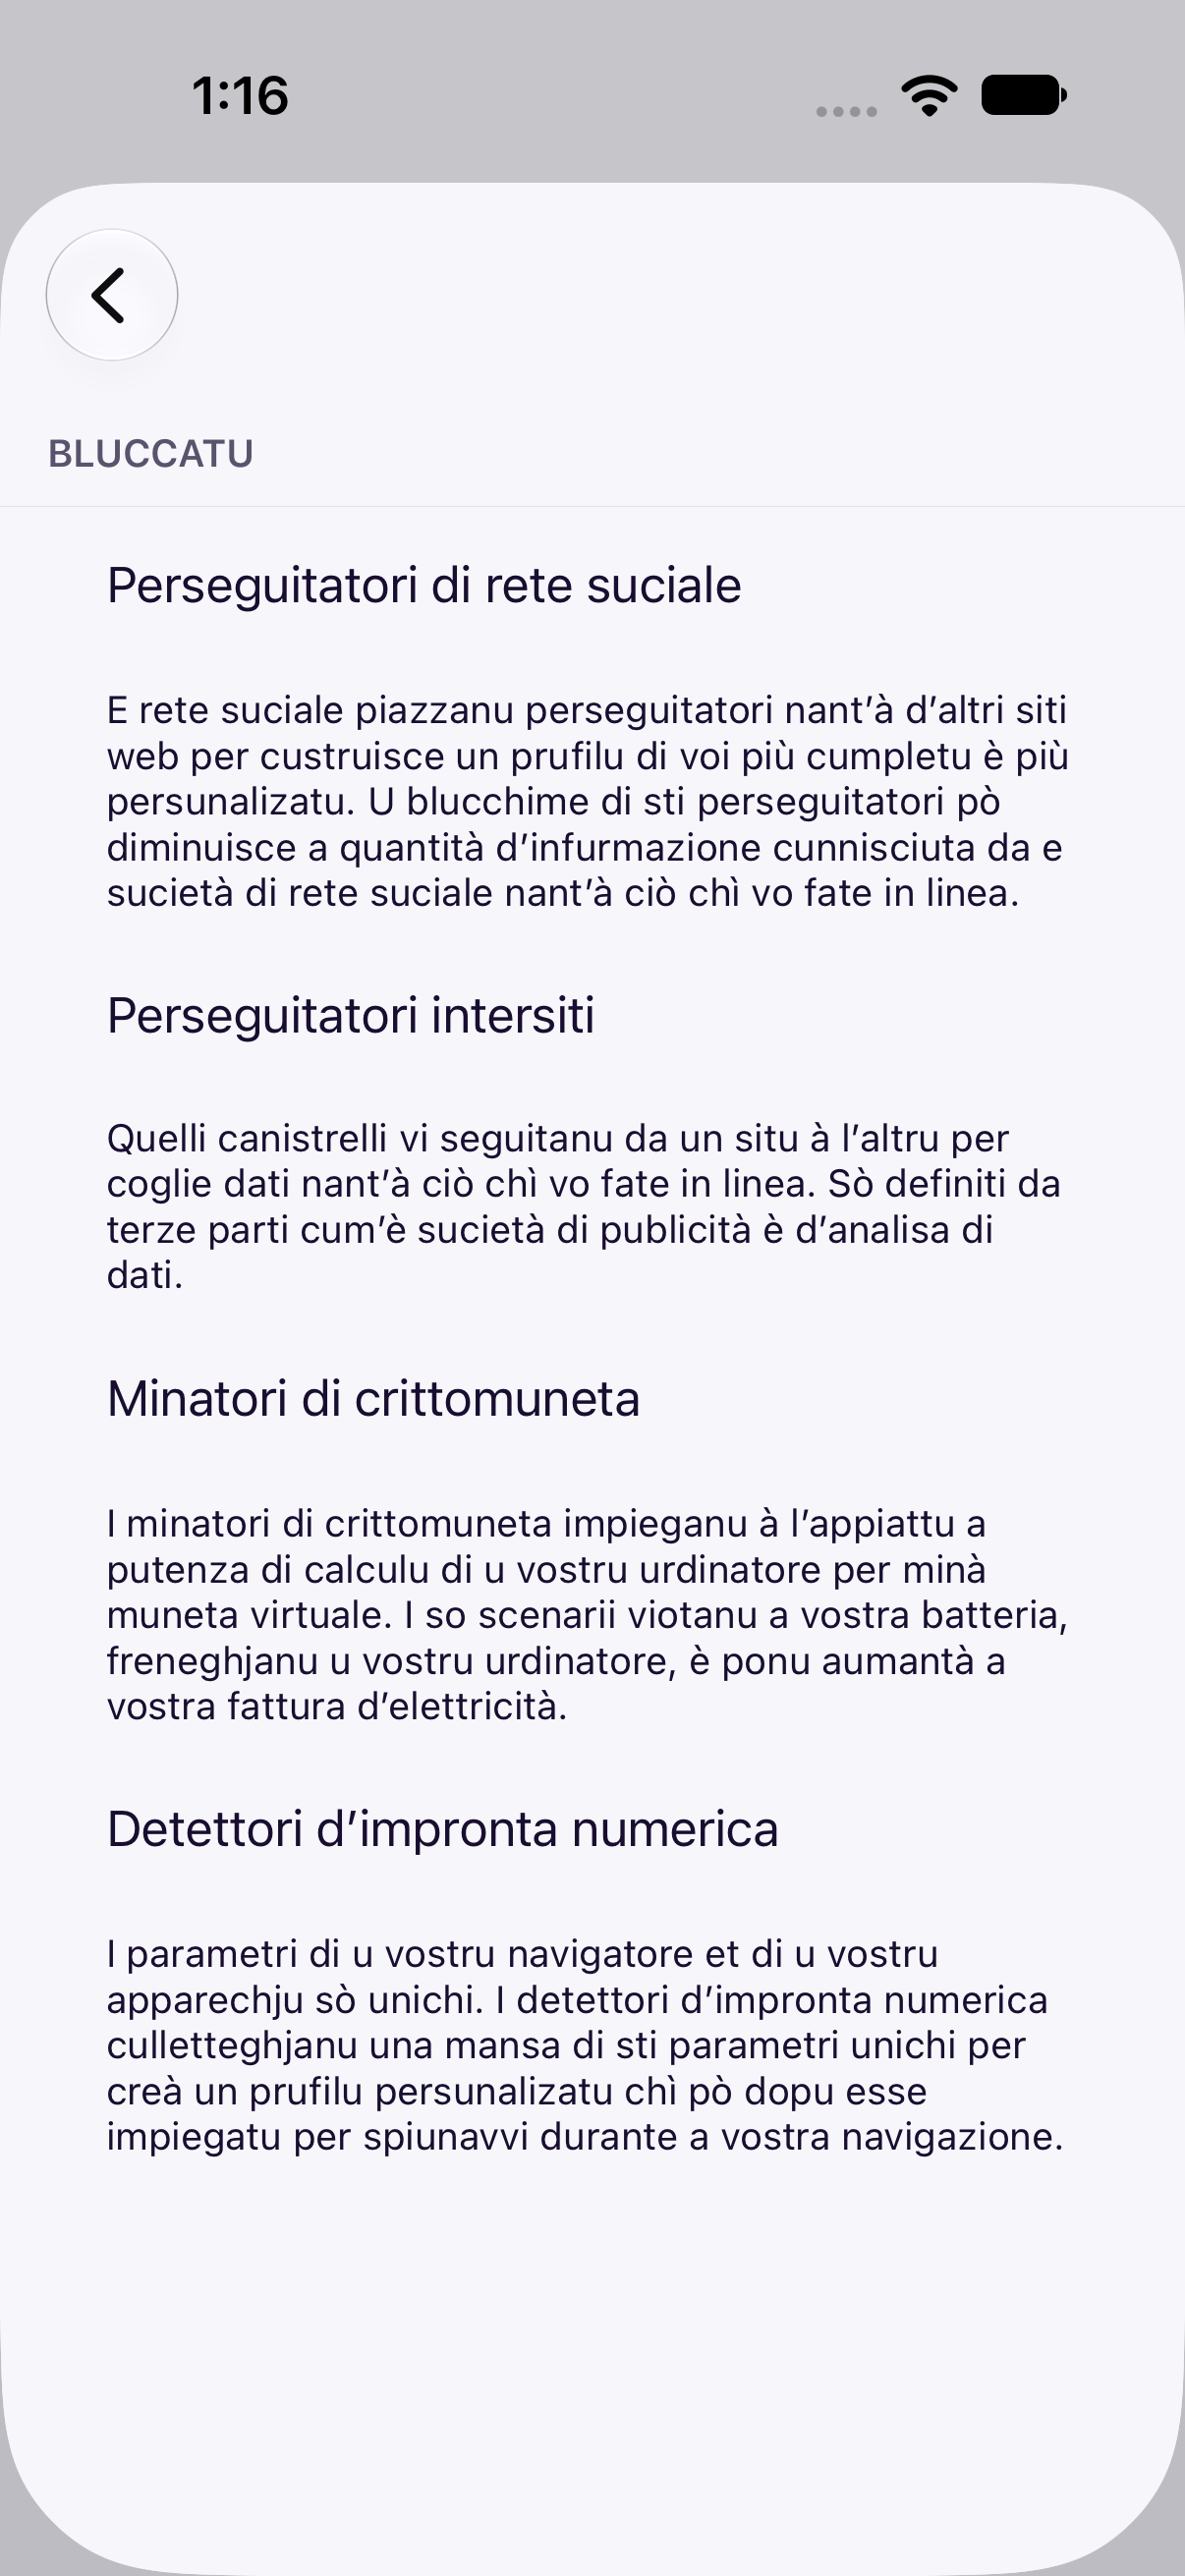 1:16
BLUCCATU
Perseguitatori di rete suciale
E rete suciale piazzanu perseguitatori nant’à d’altri siti
web per custruisce un prufilu di voi più cumpletu è più
persunalizatu. U blucchime di sti perseguitatori pò
diminuisce a quantità d’infurmazione cunnisciuta da e
sucietà di rete suciale nant’à ciò chì vo fate in linea.
Perseguitatori intersiti
Quelli canistrelli vi seguitanu da un situ à l’altru per
coglie dati nant’à ciò chì vo fate in linea. Sò definiti da
terze parti cum’è sucietà di publicità è d’analisa di
dati.
Minatori di crittomuneta
I minatori di crittomuneta impieganu à l’appiattu a
putenza di calculu di u vostru urdinatore per minà
muneta virtuale. I so scenarii viotanu a vostra batteria,
freneghjanu u vostru urdinatore, è ponu aumantà a
vostra fattura d’elettricità.
Detettori d’impronta numerica
I parametri di u vostru navigatore et di u vostru
apparechju sò unichi. I detettori d’impronta numerica
culletteghjanu una mansa di sti parametri unichi per
creà un prufilu persunalizatu chì pò dopu esse
impiegatu per spiunavvi durante a vostra navigazione.